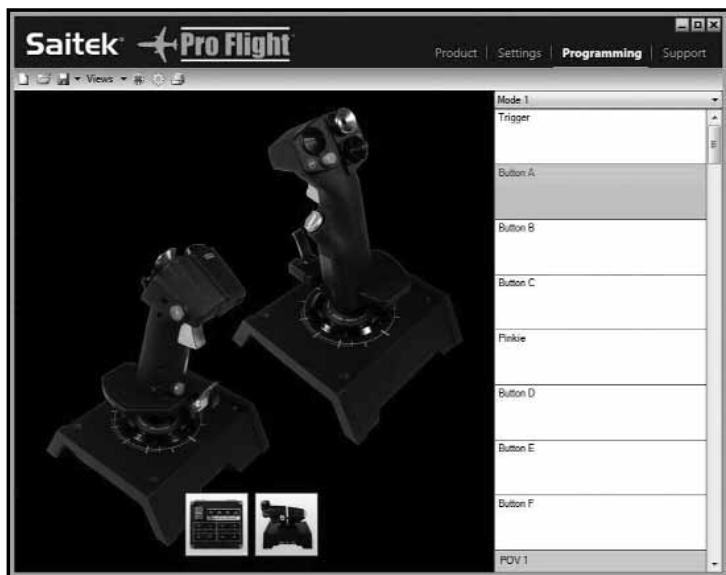 Saitek Pro Flight
Product | Settings | Programming | Support
Views
Mode 1
Trigger
Button A
Button B
Button C
Pinkie
Button D
Button E
Button F
POV 1